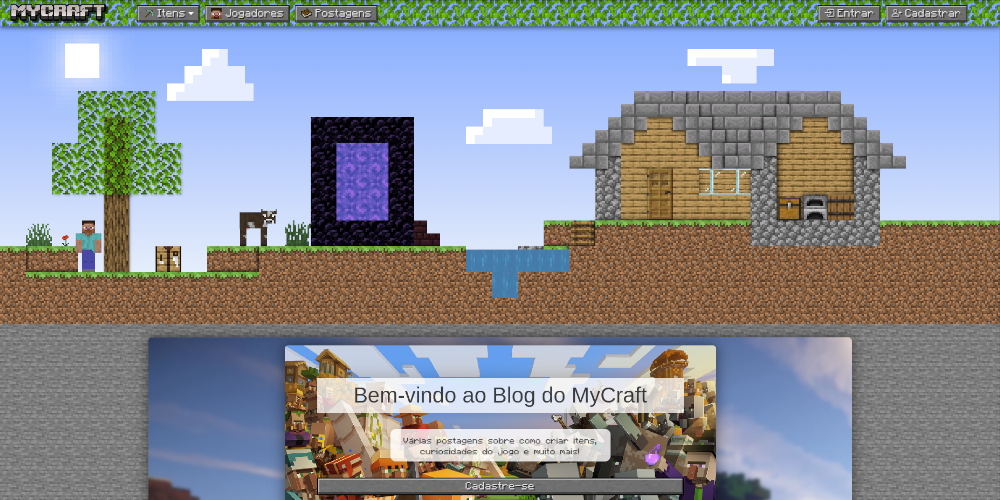 MYCRAFT
Itens
Jogadores
Postagens
Entrar
Cadastrar
Bem-vindo ao Blog do MyCraft
Várias postagens sobre como criar itens,
curiosidades do jogo e muito mais!
Cadastre-se